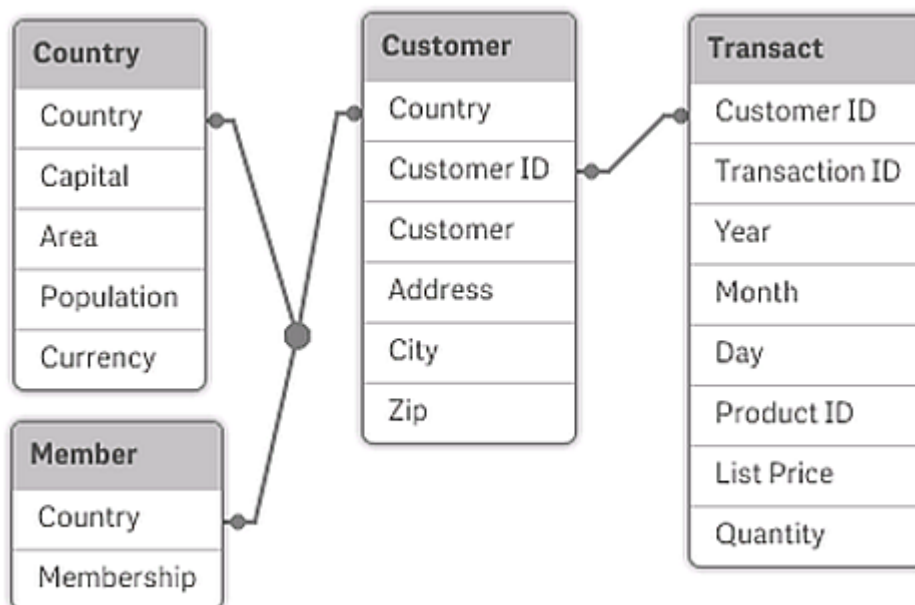 Country
Country
Capital
Area
Population
Currency
Member
Country
Membership
Customer
Country
Customer ID
Customer
Address
City
Zip
Transact
Customer ID
Transaction ID
Year
Month
Day
Product ID
List Price
Quantity